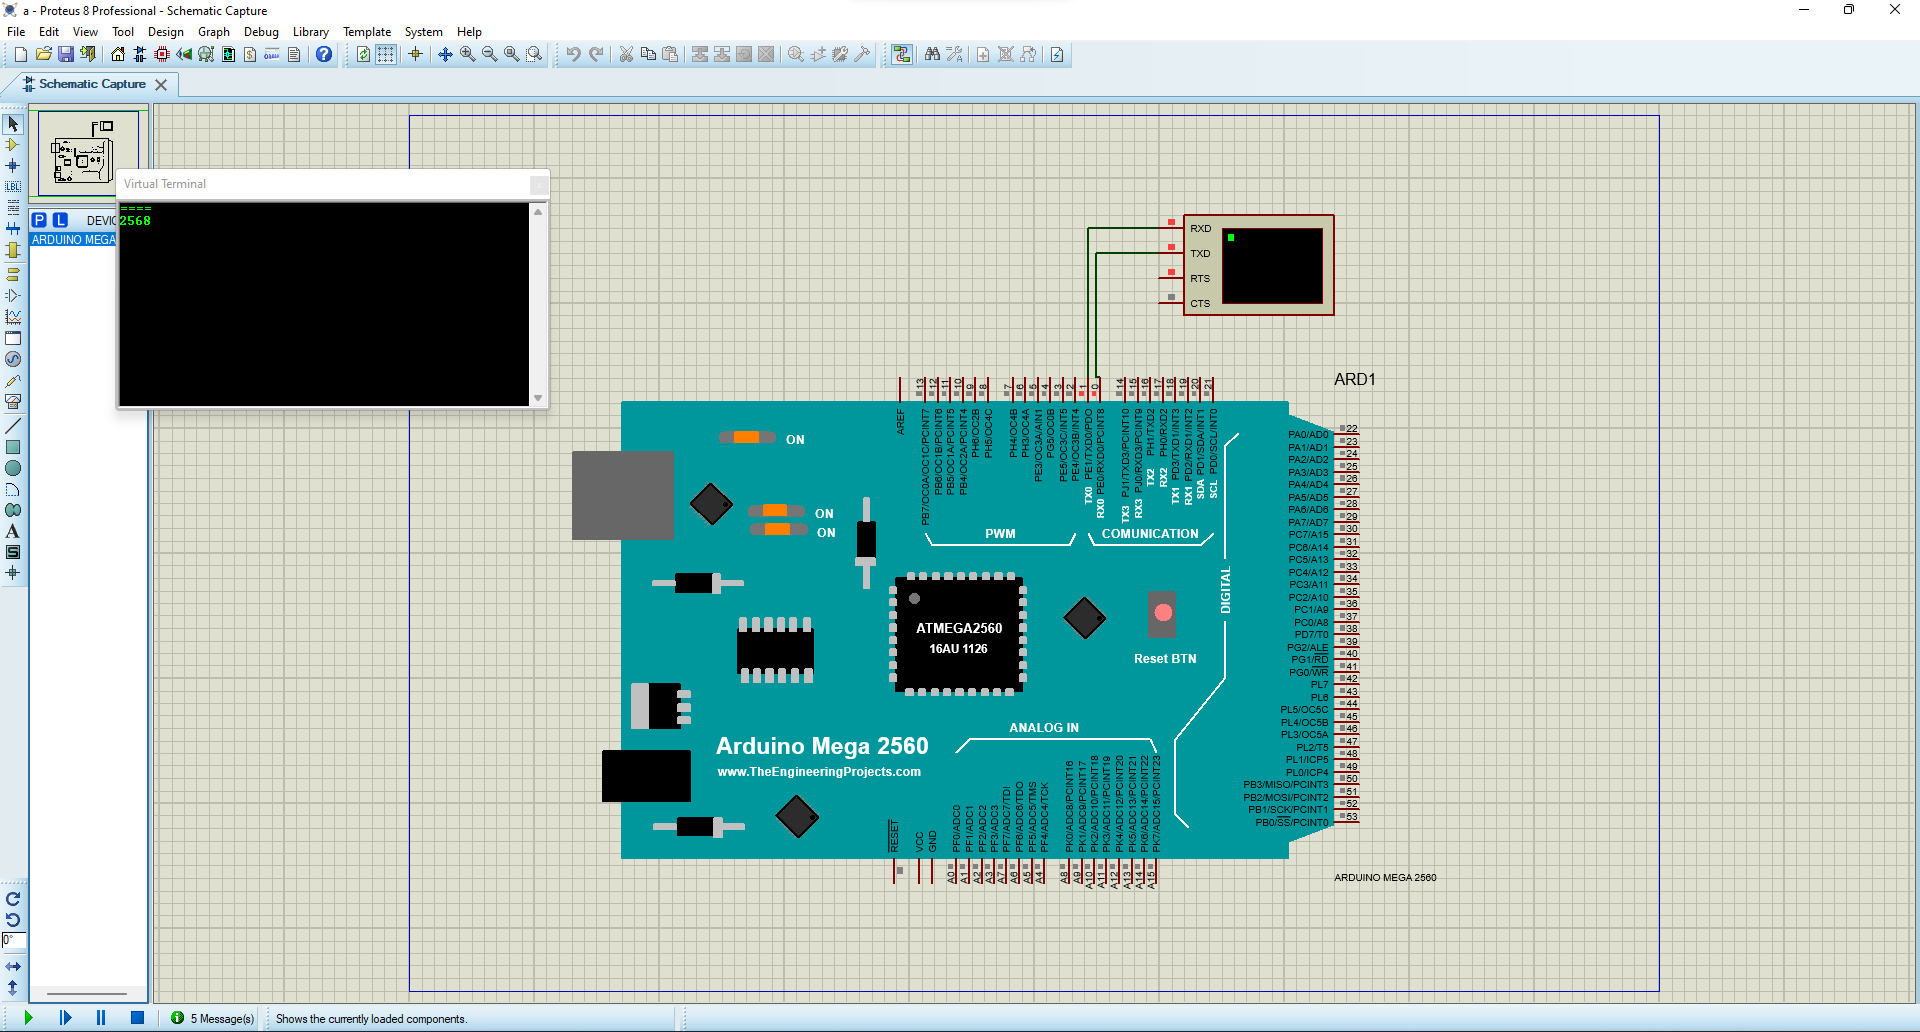 a - Proteus 8 Professional - Schematic Capture
File Edit View Tool Design Graph Debug Library Template System Help
Schematic Capture
Virtual Terminal
====
2568
P L DEVIC
ARDUINO MEGA
LBL
A
S
0°
RXD
TXD
RTS
CTS
ARD1
13 12 11 10 9 8 7 6 5 4 3 2 1 0 14 15 16 17 18 19 20 21
AREF
PB7/OC0A/OC1C/PCINT7
PB6/OC1B/PCINT6
PB5/OC1A/PCINT5
PB4/OC2A/PCINT4
PH6/OC2B
PH5/OC4C
PH4/OC4B
PH3/OC4A
PE3/OC3A/AIN1
PG5/OC0B
PE5/OC3C/INT5
PE4/OC3B/INT4
TX0 PE1/TXD0/PDO
RX0 PE0/RXD0/PCINT8
TX3 PJ1/TXD3/PCINT10
RX3 PJ0/RXD3/PCINT9
TX2 PH1/TXD2
RX2 PH0/RXD2
TX1 PD3/TXD1/INT3
RX1 PD2/RXD1/INT2
SDA PD1/SDA/INT1
SCL PD0/SCL/INT0
PWM
COMUNICATION
DIGITAL
ON
ON
ON
PA0/AD0 22
PA1/AD1 23
PA2/AD2 24
PA3/AD3 25
PA4/AD4 26
PA5/AD5 27
PA6/AD6 28
PA7/AD7 29
PC7/A15 30
PC6/A14 31
PC5/A13 32
PC4/A12 33
PC3/A11 34
PC2/A10 35
PC1/A9 36
PC0/A8 37
PD7/T0 38
PG2/ALE 39
PG1/RD 40
PG0/WR 41
PL7 42
PL6 43
PL5/OC5C 44
PL4/OC5B 45
PL3/OC5A 46
PL2/T5 47
PL1/ICP5 48
PL0/ICP4 49
PB3/MISO/PCINT3 50
PB2/MOSI/PCINT2 51
PB1/SCK/PCINT1 52
PB0/SS/PCINT0 53
ATMEGA2560
16AU 1126
Reset BTN
ANALOG IN
Arduino Mega 2560
www.TheEngineeringProjects.com
RESET
VCC
GND
PF0/ADC0
PF1/ADC1
PF2/ADC2
PF3/ADC3
PF7/ADC7/TDI
PF6/ADC6/TDO
PF5/ADC5/TMS
PF4/ADC4/TCK
PK0/ADC8/PCINT16
PK1/ADC9/PCINT17
PK2/ADC10/PCINT18
PK3/ADC11/PCINT19
PK4/ADC12/PCINT20
PK5/ADC13/PCINT21
PK6/ADC14/PCINT22
PK7/ADC15/PCINT23
A0 A1 A2 A3 A7 A6 A5 A4 A8 A9 A10 A11 A12 A13 A14 A15
ARDUINO MEGA 2560
5 Message(s)
Shows the currently loaded components.